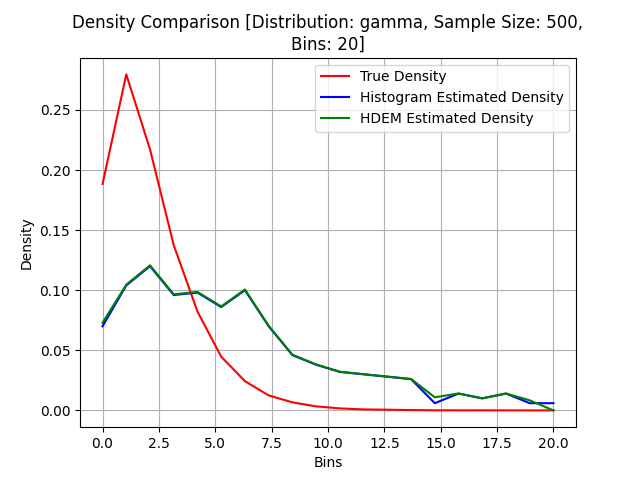 Density Comparison [Distribution: gamma, Sample Size: 500,
Bins: 20]
True Density
Histogram Estimated Density
HDEM Estimated Density
Density
0.25
0.20
0.15
0.10
0.05
0.00
0.0 2.5 5.0 7.5 10.0 12.5 15.0 17.5 20.0
Bins